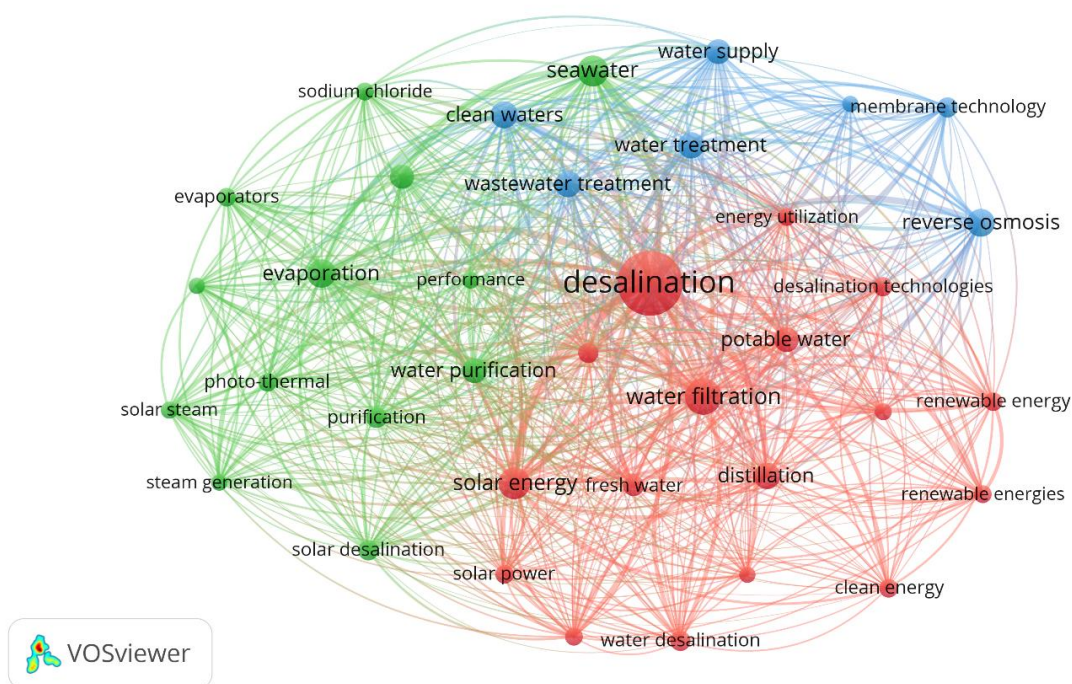 water supply
seawater
sodium chloride
membrane technology
clean waters
water treatment
wastewater treatment
evaporators
energy utilization
reverse osmosis
evaporation
performance
desalination
desalination technologies
potable water
water purification
photo-thermal
water filtration
renewable energy
solar steam
purification
solar energy
fresh water
distillation
steam generation
renewable energies
solar desalination
solar power
clean energy
water desalination
VOSviewer